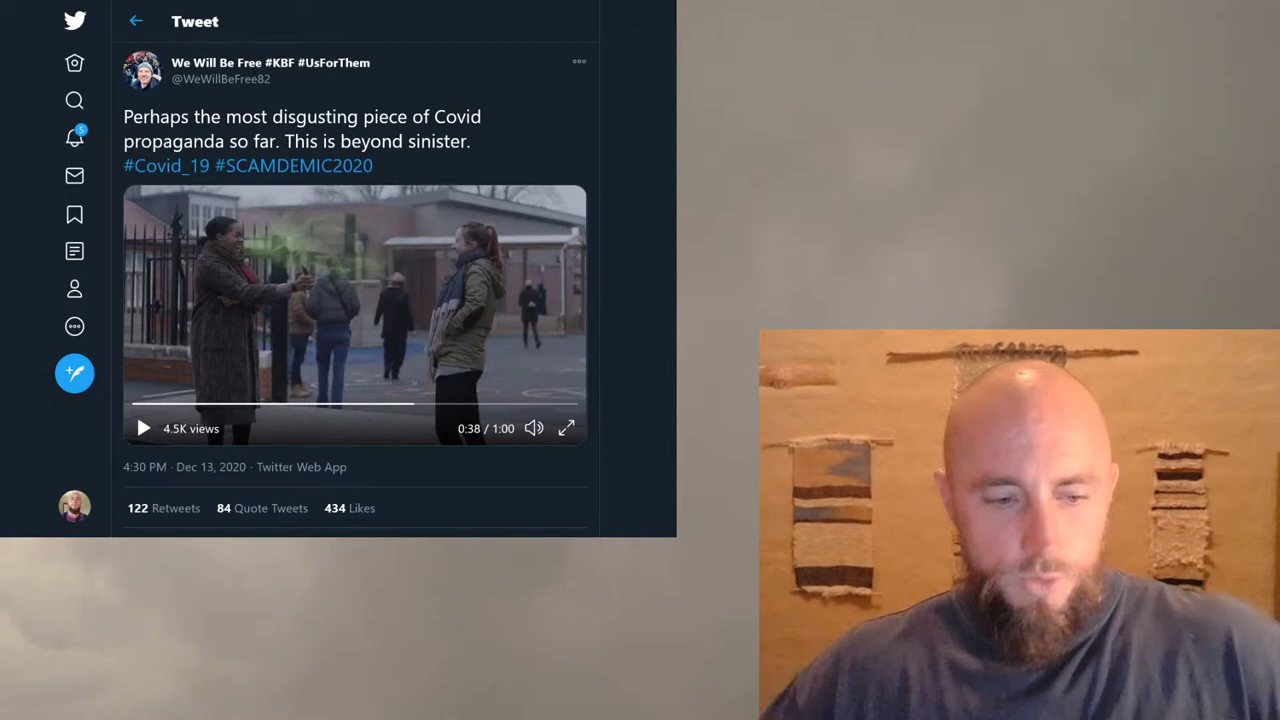 Tweet
We Will Be Free #KBF #UsForThem
@WeWillBeFree82
Perhaps the most disgusting piece of Covid
propaganda so far. This is beyond sinister.
#Covid_19 #SCAMDEMIC2020
4.5K views
0:38 / 1:00
4:30 PM · Dec 13, 2020 · Twitter Web App
122 Retweets 84 Quote Tweets 434 Likes
5